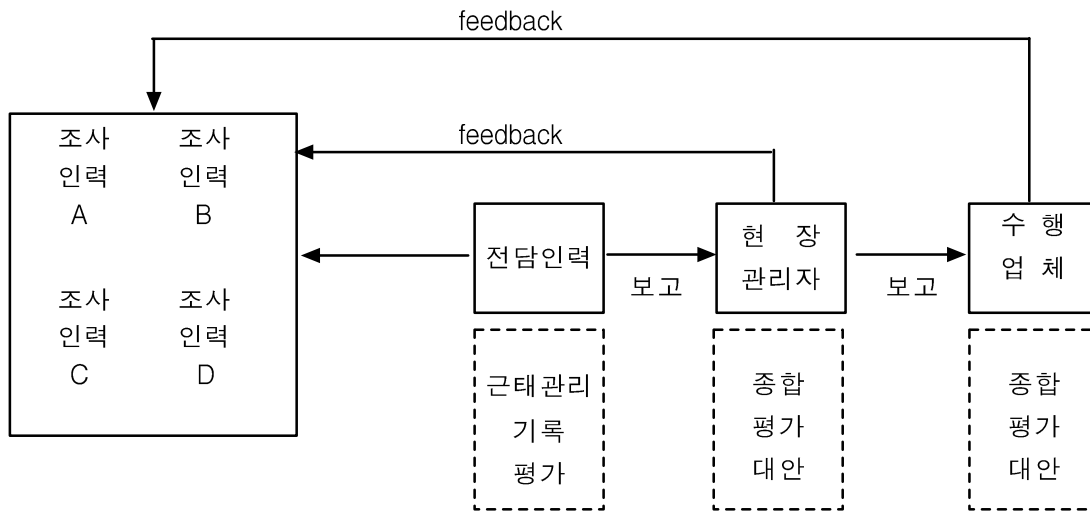 feedback
feedback
조사 조사
인력 인력
A B
조사 조사
인력 인력
C D
전담인력
보고
현 장
관리자
보고
수 행
업 체
근태관리
기록
평가
종합
평가
대안
종합
평가
대안